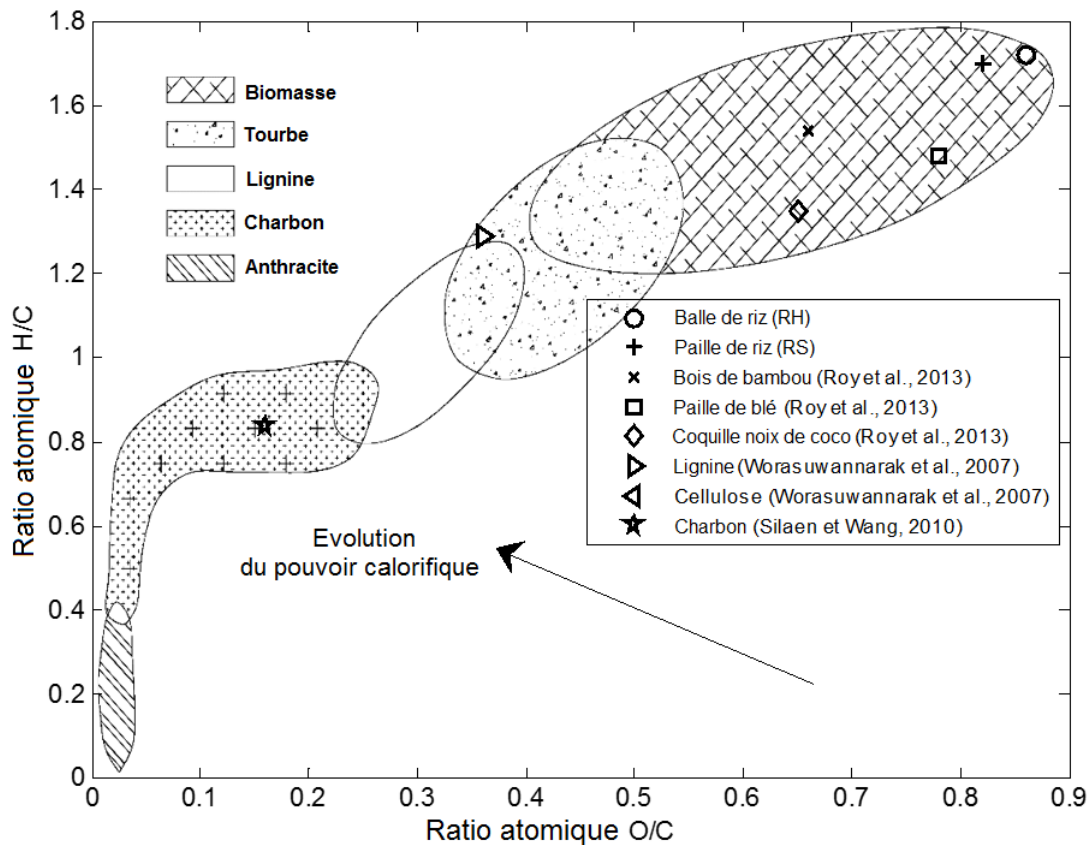 1.8
1.6
1.4
1.2
1
0.8
0.6
0.4
0.2
0
Ratio atomique H/C
Biomasse
Tourbe
Lignine
Charbon
Anthracite
Balle de riz (RH)
Paille de riz (RS)
Bois de bambou (Roy et al., 2013)
Paille de blé (Roy et al., 2013)
Coquille noix de coco (Roy et al., 2013)
Lignine (Worasuwannarak et al., 2007)
Cellulose (Worasuwannarak et al., 2007)
Charbon (Silaen et Wang, 2010)
Evolution
du pouvoir calorifique
0 0.1 0.2 0.3 0.4 0.5 0.6 0.7 0.8 0.9
Ratio atomique O/C